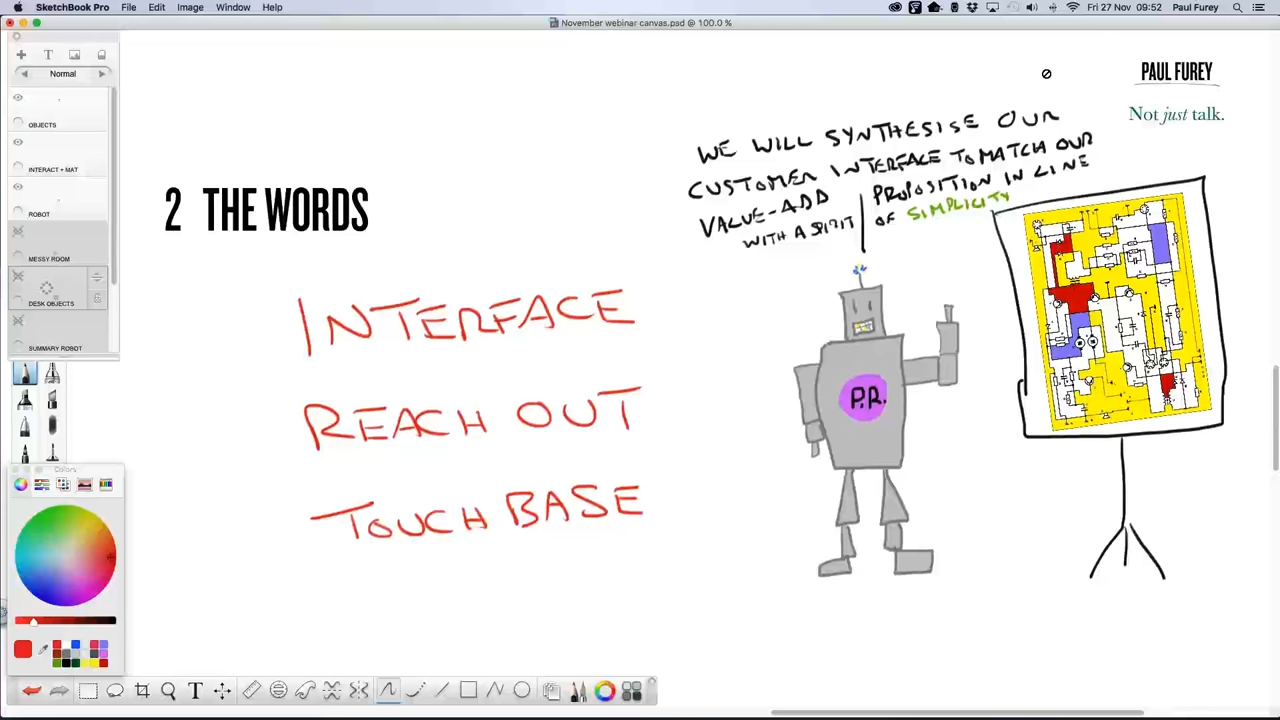 SketchBook Pro File Edit Image Window Help
Fri 27 Nov 09:52 Paul Furey
November webinar canvas.psd @ 100.0 %
Normal
OBJECTS
INTERACT + MAT
ROBOT
MESSY ROOM
DESK OBJECTS
SUMMARY ROBOT
Colors
PAUL FUREY
Not just talk.
2 THE WORDS
INTERFACE
REACH OUT
TOUCH BASE
WE WILL SYNTHESISE OUR
CUSTOMER INTERFACE TO MATCH OUR
VALUE-ADD PROPOSITION IN LINE
WITH A SPIRIT OF SIMPLICITY
P.R.